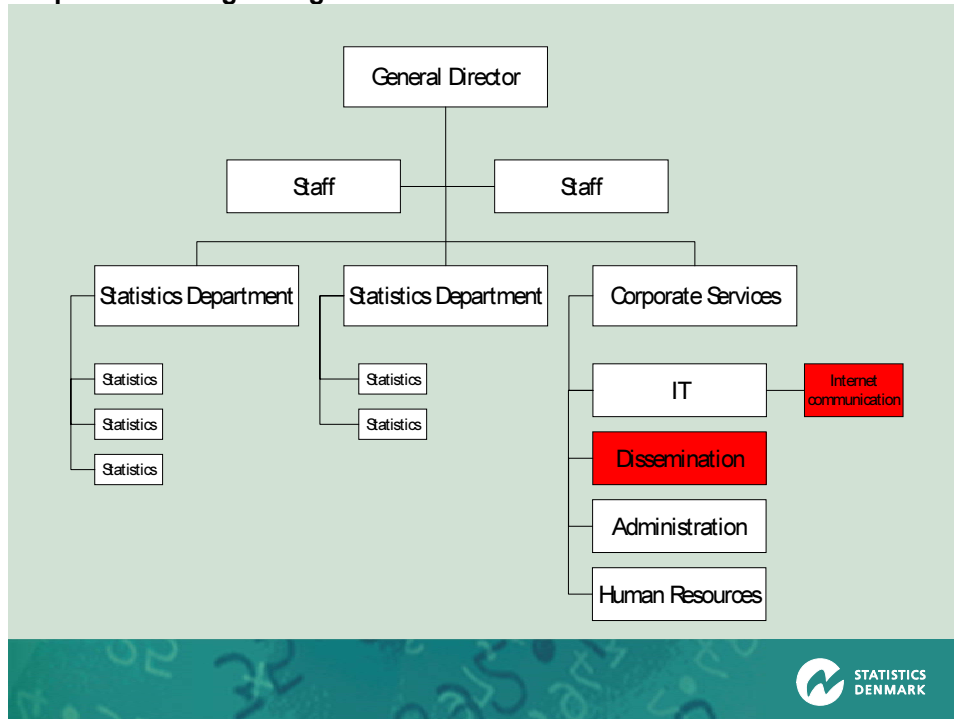 General Director
Staff
Staff
Statistics Department
Statistics Department
Corporate Services
Statistics
Statistics
Statistics
Statistics
Statistics
IT
Internet
communication
Dissemination
Administration
Human Resources
STATISTICS
DENMARK